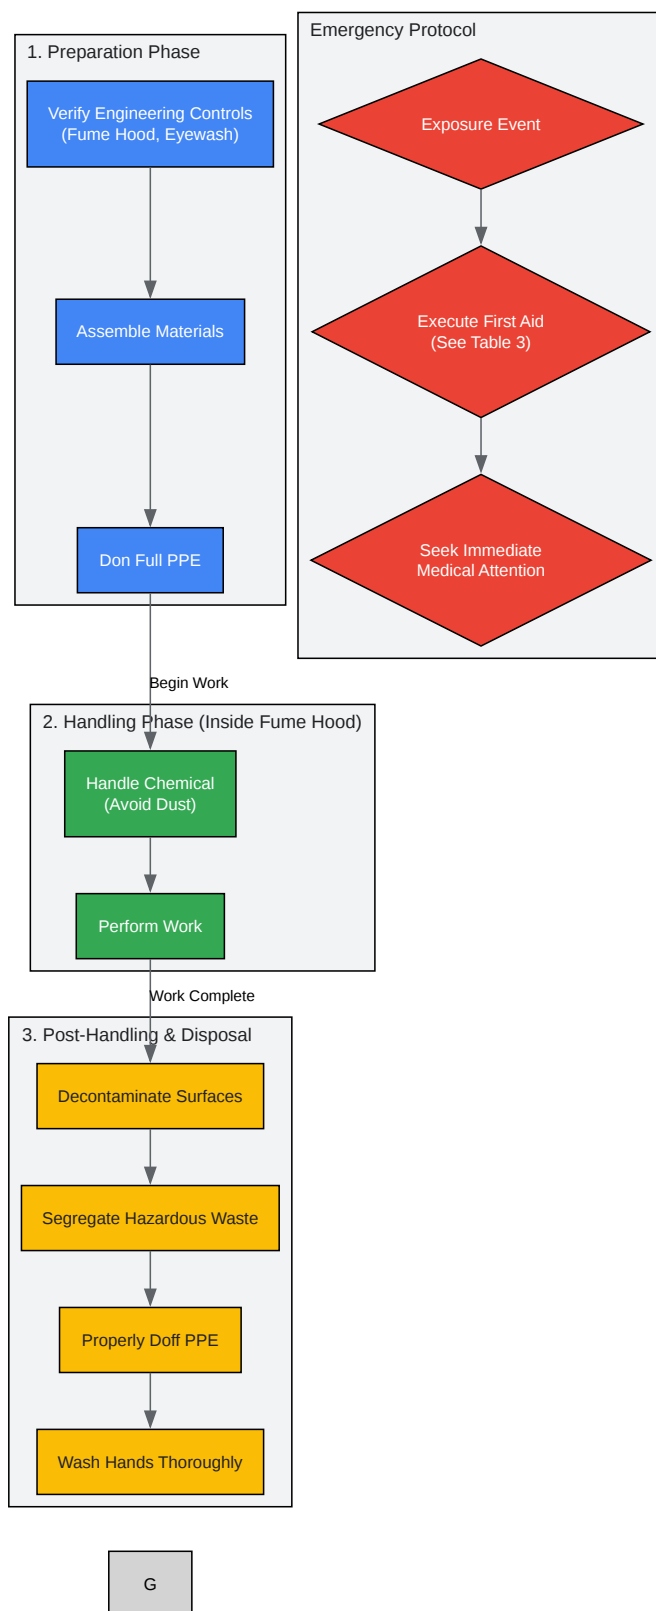 1. Preparation Phase
Verify Engineering Controls
(Fume Hood, Eyewash)
Assemble Materials
Don Full PPE
Emergency Protocol
Exposure Event
Execute First Aid
(See Table 3)
Seek Immediate
Medical Attention
Begin Work
2. Handling Phase (Inside Fume Hood)
Handle Chemical
(Avoid Dust)
Perform Work
Work Complete
3. Post-Handling & Disposal
Decontaminate Surfaces
Segregate Hazardous Waste
Properly Doff PPE
Wash Hands Thoroughly
G